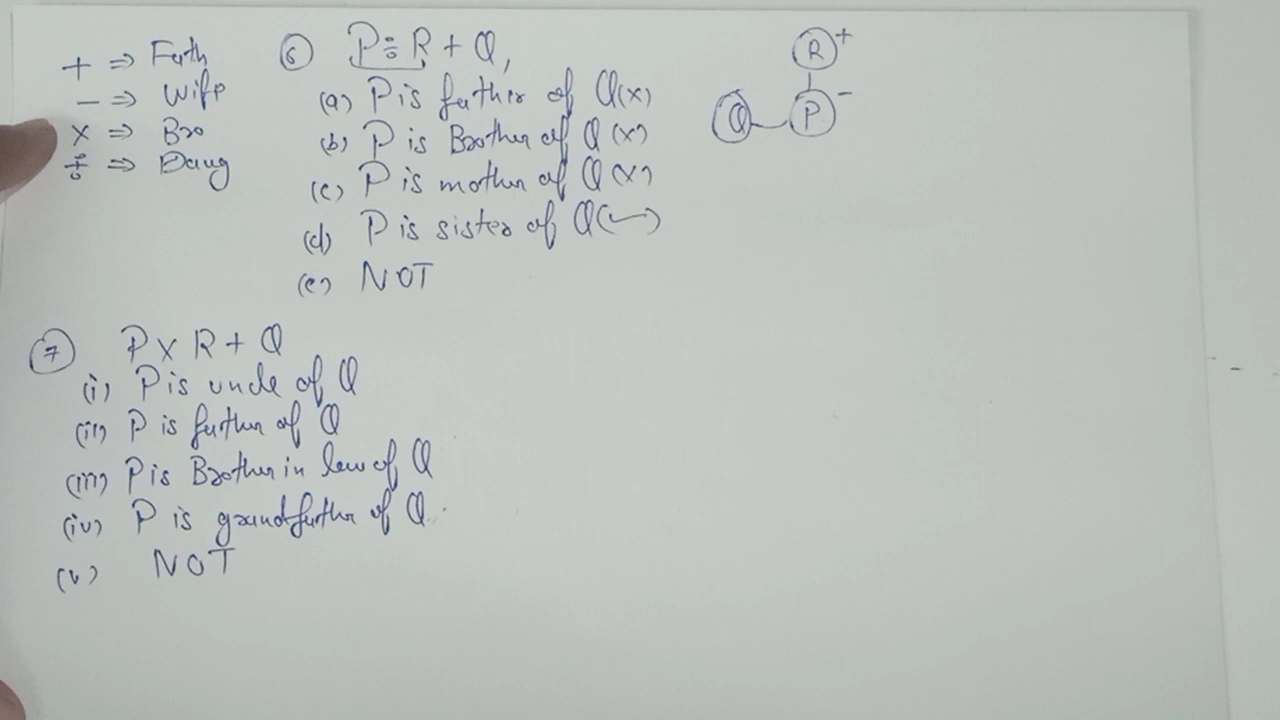 + ⇒ Fath
− ⇒ Wife
× ⇒ Bro
÷ ⇒ Daug
⑥ P ÷ R + Q,
(a) P is father of Q (x)
(b) P is Brother of Q (x)
(c) P is mother of Q (x)
(d) P is sister of Q (✓)
(e) NOT
R +
Q P −
⑦ P x R + Q
(i) P is uncle of Q
(ii) P is father of Q
(iii) P is Brother in law of Q
(iv) P is grandfather of Q.
(v) NOT